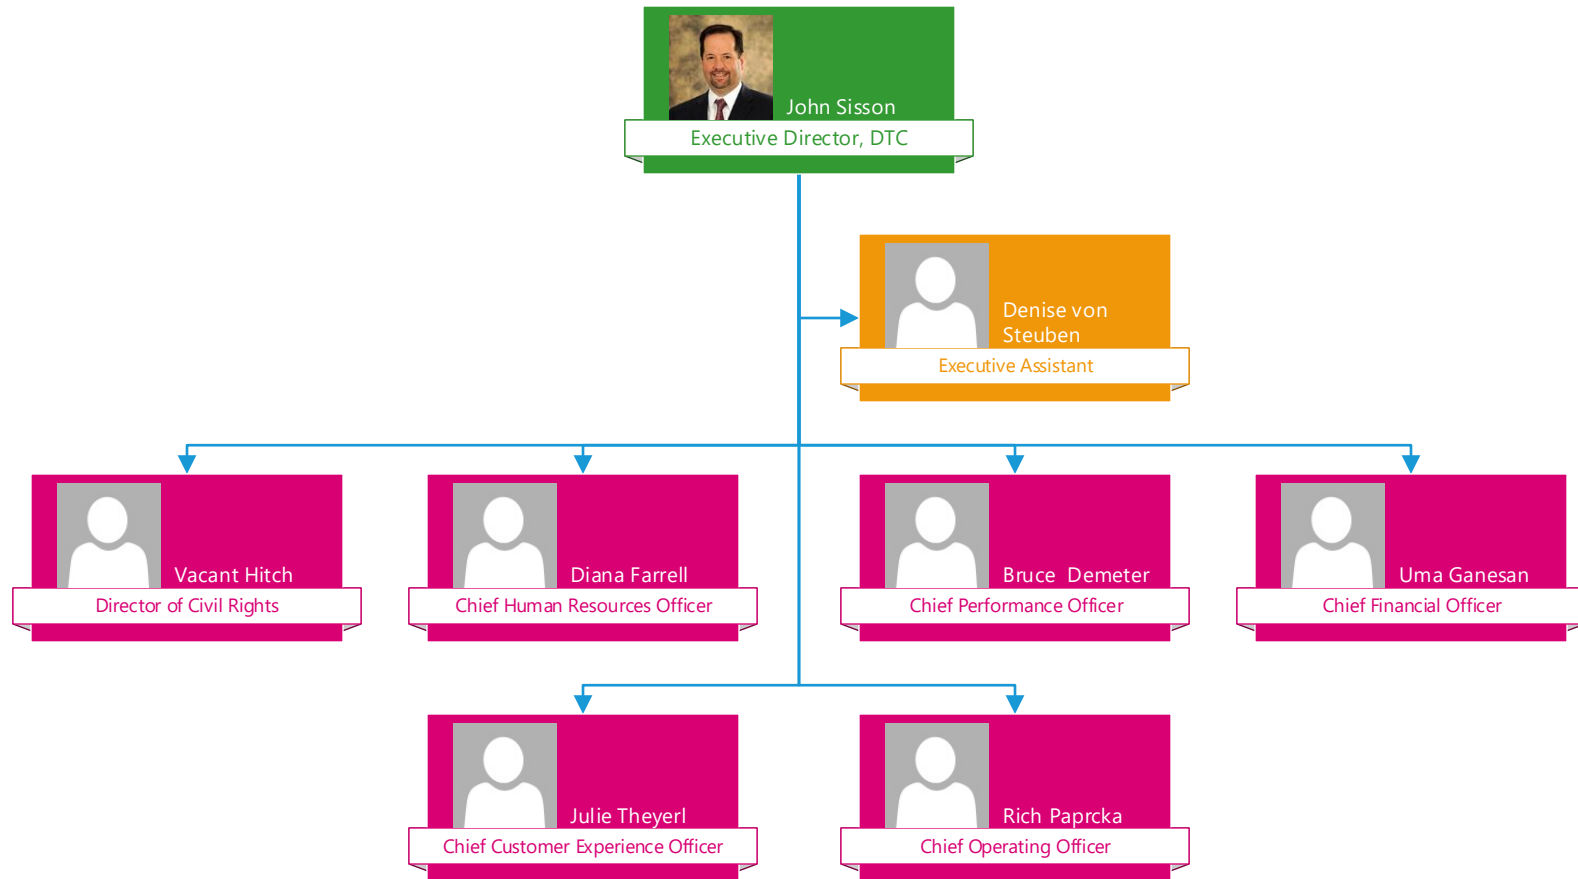 John Sisson
Executive Director, DTC
Denise von
Steuben
Executive Assistant
Vacant Hitch
Director of Civil Rights
Diana Farrell
Chief Human Resources Officer
Bruce  Demeter
Chief Performance Officer
Uma Ganesan
Chief Financial Officer
Julie Theyerl
Chief Customer Experience Officer
Rich Paprcka
Chief Operating Officer